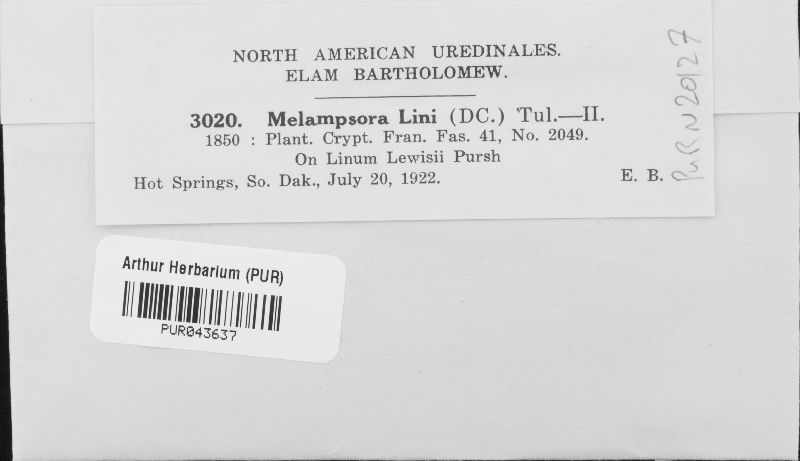 NORTH AMERICAN UREDINALES.
ELAM BARTHOLOMEW.
3020. Melampsora Lini (DC.) Tul.—II.
1850 : Plant. Crypt. Fran. Fas. 41, No. 2049.
On Linum Lewisii Pursh
Hot Springs, So. Dak., July 20, 1922. E. B.
PuR N20127
Arthur Herbarium (PUR)
PUR043637